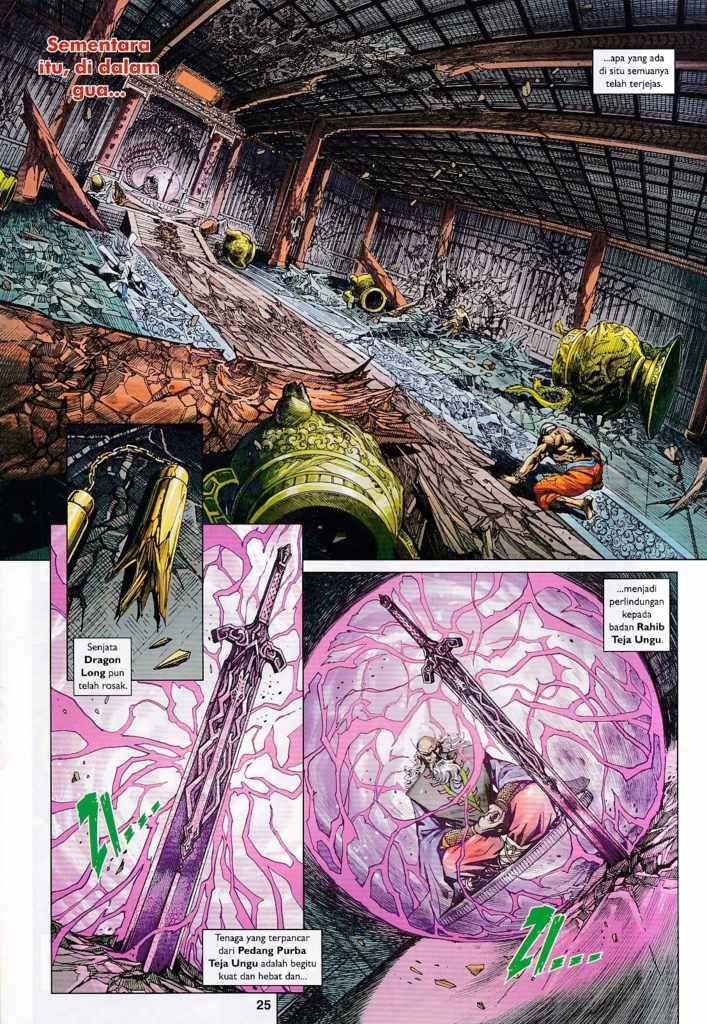 Sementara
itu, di dalam
gua...
...apa yang ada
di situ semuanya
telah terjejas.
Senjata
Dragon
Long pun
telah rosak.
ZI...
Tenaga yang terpancar
dari Pedang Purba
Teja Ungu adalah begitu
kuat dan hebat dan...
...menjadi
perlindungan
kepada
badan Rahib
Teja Ungu.
ZI...
25